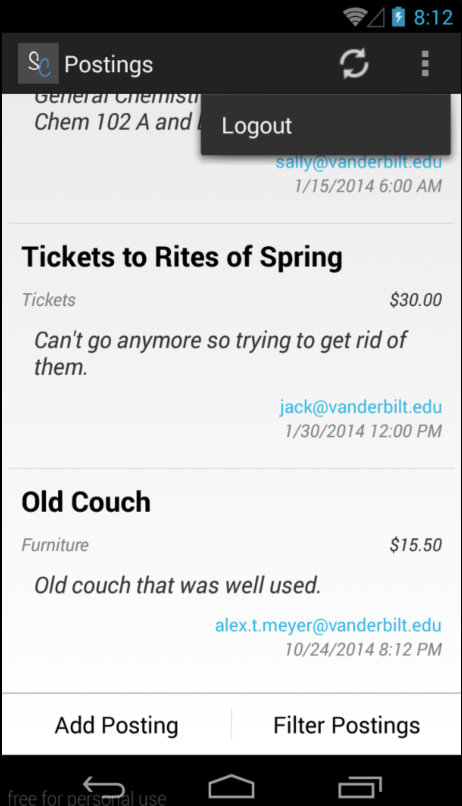 8:12
SC Postings
Logout
General
Chem 102 A and
sally@vanderbilt.edu
1/15/2014 6:00 AM
Tickets to Rites of Spring
Tickets $30.00
Can't go anymore so trying to get rid of
them.
jack@vanderbilt.edu
1/30/2014 12:00 PM
Old Couch
Furniture $15.50
Old couch that was well used.
alex.t.meyer@vanderbilt.edu
10/24/2014 8:12 PM
Add Posting Filter Postings
free for personal use